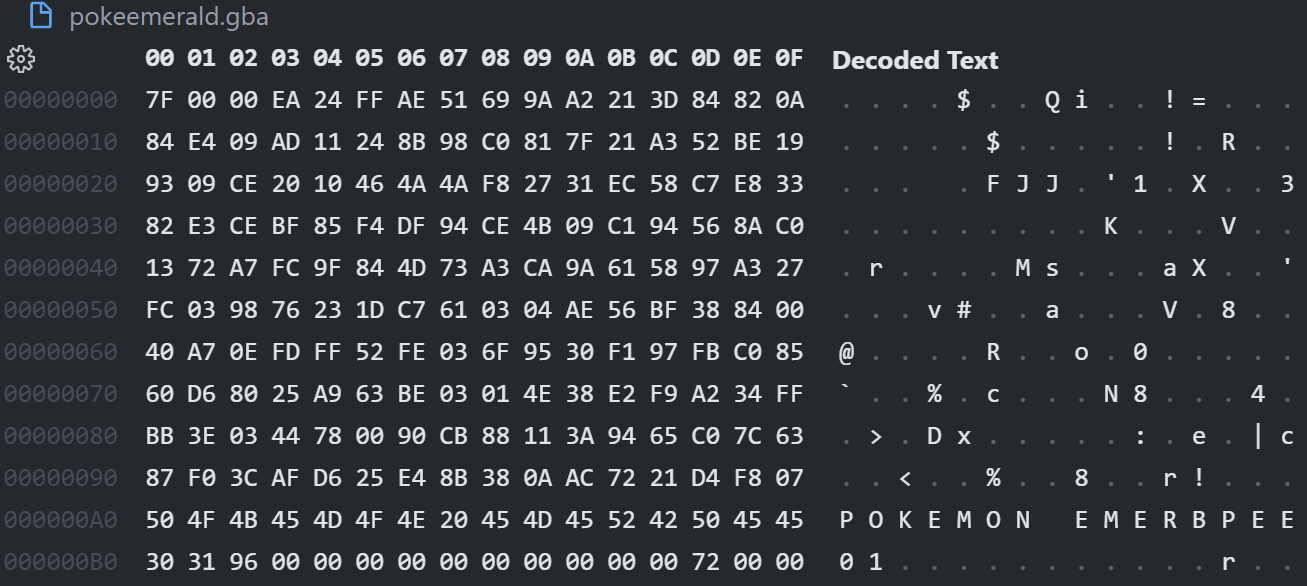 pokeemerald.gba
00 01 02 03 04 05 06 07 08 09 0A 0B 0C 0D 0E 0F Decoded Text
00000000 7F 00 00 EA 24 FF AE 51 69 9A A2 21 3D 84 82 0A . . . . $ . . Q i . . ! = . . .
00000010 84 E4 09 AD 11 24 8B 98 C0 81 7F 21 A3 52 BE 19 . . . . . $ . . . . . ! . R . .
00000020 93 09 CE 20 10 46 4A 4A F8 27 31 EC 58 C7 E8 33 . . .   . F J J . ' 1 . X . . 3
00000030 82 E3 CE BF 85 F4 DF 94 CE 4B 09 C1 94 56 8A C0 . . . . . . . . . K . . . V . .
00000040 13 72 A7 FC 9F 84 4D 73 A3 CA 9A 61 58 97 A3 27 . r . . . . M s . . . a X . . '
00000050 FC 03 98 76 23 1D C7 61 03 04 AE 56 BF 38 84 00 . . . v # . . a . . . V . 8 . .
00000060 40 A7 0E FD FF 52 FE 03 6F 95 30 F1 97 FB C0 85 @ . . . . R . . o . 0 . . . . .
00000070 60 D6 80 25 A9 63 BE 03 01 4E 38 E2 F9 A2 34 FF ` . . % . c . . . N 8 . . . 4 .
00000080 BB 3E 03 44 78 00 90 CB 88 11 3A 94 65 C0 7C 63 . > . D x . . . . . : . e . | c
00000090 87 F0 3C AF D6 25 E4 8B 38 0A AC 72 21 D4 F8 07 . . < . . % . . 8 . . r ! . . .
000000A0 50 4F 4B 45 4D 4F 4E 20 45 4D 45 52 42 50 45 45 P O K E M O N   E M E R B P E E
000000B0 30 31 96 00 00 00 00 00 00 00 00 00 00 72 00 00 0 1 . . . . . . . . . . . r . .